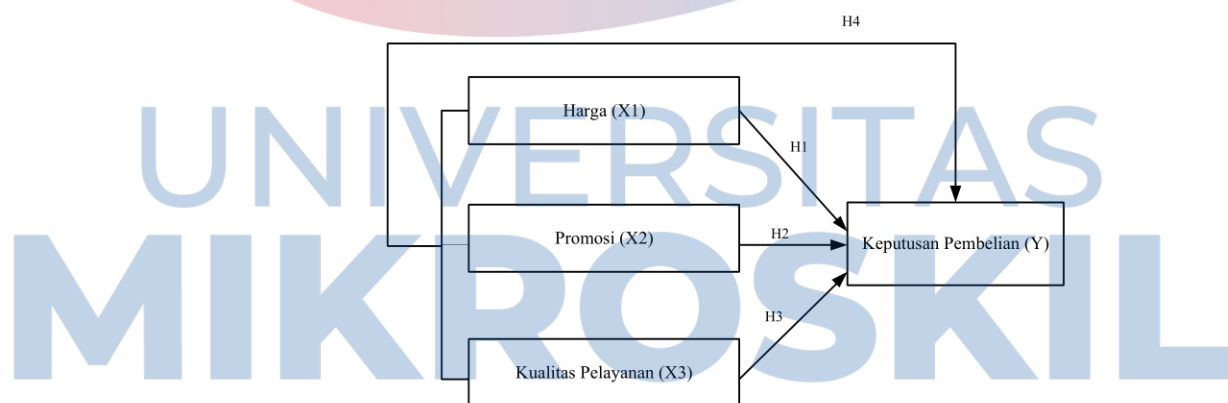 H4
Harga (X1)
H1
Promosi (X2)
H2
Keputusan Pembelian (Y)
H3
Kualitas Pelayanan (X3)
UNIVERSITAS
MIKROSKIL